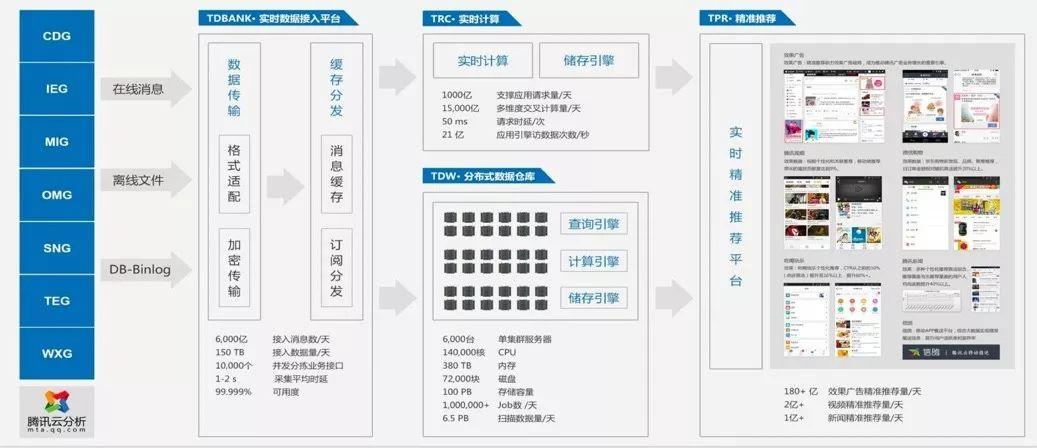 CDG
IEG
MIG
OMG
SNG
TEG
WXG
腾讯云分析
mta.qq.com
在线消息
离线文件
DB-Binlog
TDBANK· 实时数据接入平台
数据传输
格式适配
加密传输
缓存分发
消息缓存
订阅分发
6,000亿 接入消息数/天
150 TB 接入数据量/天
10,000个 并发分拣业务接口
1-2 s 采集平均时延
99.999% 可用度
TRC· 实时计算
实时计算
储存引擎
1000亿 支撑应用请求量/天
15,000亿 多维度交叉计算量/天
50 ms 请求时延/次
21 亿 应用引擎访数据次数/秒
TDW· 分布式数据仓库
查询引擎
计算引擎
储存引擎
6,000台 单集群服务器
140,000核 CPU
380 TB 内存
72,000块 磁盘
100 PB 存储容量
1,000,000+ Job数 /天
6.5 PB 扫描数据量/天
TPR· 精准推荐
实时精准推荐平台
效果广告
腾讯视频
腾讯新闻
信鸽
信鸽 | 腾讯云移动推送
180+ 亿 效果广告精准推荐量/天
2亿+ 视频精准推荐量/天
1亿+ 新闻精准推荐量/天